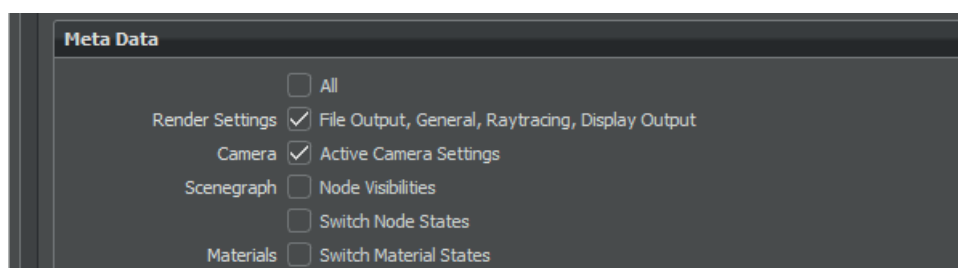 Meta Data
All
Render Settings File Output, General, Raytracing, Display Output
Camera Active Camera Settings
Scenegraph Node Visibilities
Switch Node States
Materials Switch Material States